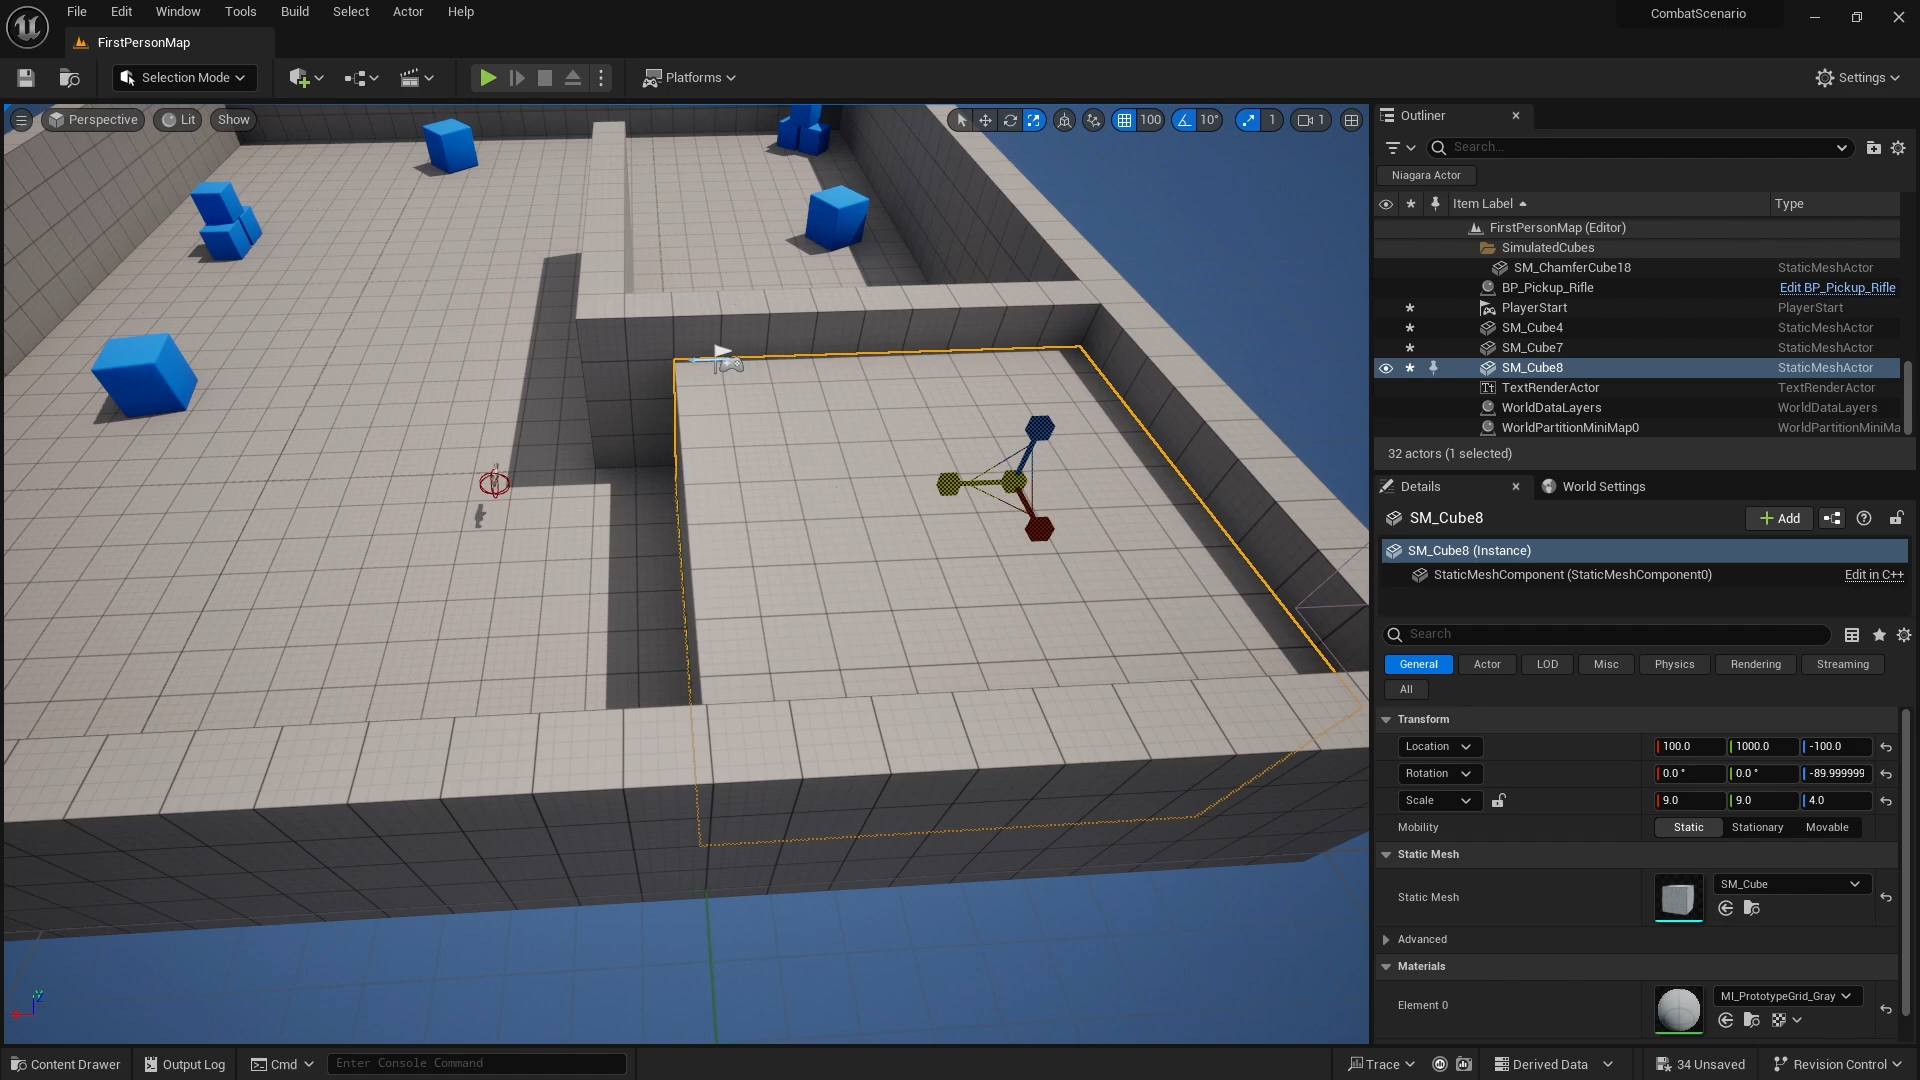 File Edit Window Tools Build Select Actor Help
CombatScenario
FirstPersonMap
Selection Mode
Platforms
Settings
Perspective Lit Show
100 10° 1 1
Outliner
Search...
Niagara Actor
Item Label Type
FirstPersonMap (Editor)
SimulatedCubes
SM_ChamferCube18 StaticMeshActor
BP_Pickup_Rifle Edit BP_Pickup_Rifle
PlayerStart PlayerStart
SM_Cube4 StaticMeshActor
SM_Cube7 StaticMeshActor
SM_Cube8 StaticMeshActor
TextRenderActor TextRenderActor
WorldDataLayers WorldDataLayers
WorldPartitionMiniMap0 WorldPartitionMiniMa
32 actors (1 selected)
Details World Settings
SM_Cube8 Add
SM_Cube8 (Instance)
StaticMeshComponent (StaticMeshComponent0) Edit in C++
Search
General Actor LOD Misc Physics Rendering Streaming
All
Transform
Location 100.0 1000.0 -100.0
Rotation 0.0 ° 0.0 ° -89.999999
Scale 9.0 9.0 4.0
Mobility Static Stationary Movable
Static Mesh
Static Mesh SM_Cube
Advanced
Materials
Element 0 MI_PrototypeGrid_Gray
Content Drawer Output Log Cmd Enter Console Command Trace Derived Data 34 Unsaved Revision Control